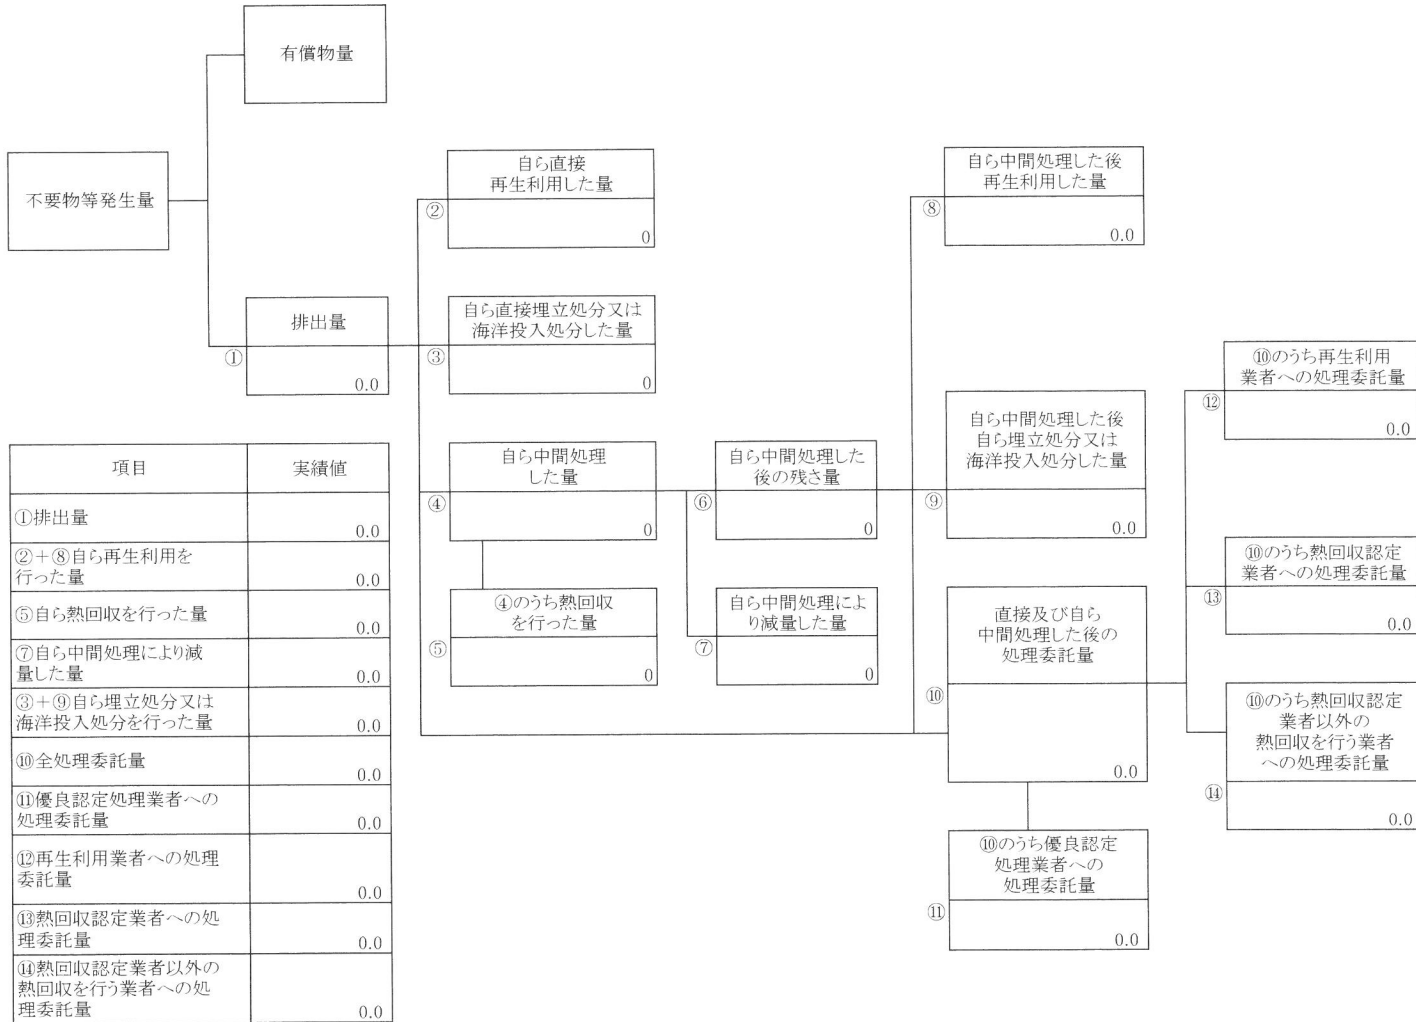 有償物量
不要物等発生量
排出量
①
0.0
自ら直接
再生利用した量
②
0
自ら直接埋立処分又は
海洋投入処分した量
③
0
自ら中間処理
した量
④
0
④のうち熱回収
を行った量
⑤
0
自ら中間処理した
後の残さ量
⑥
0
自ら中間処理によ
り減量した量
⑦
0
自ら中間処理した後
再生利用した量
⑧
0.0
自ら中間処理した後
自ら埋立処分又は
海洋投入処分した量
⑨
0.0
直接及び自ら
中間処理した後の
処理委託量
⑩
0.0
⑩のうち優良認定
処理業者への
処理委託量
⑪
0.0
⑩のうち再生利用
業者への処理委託量
⑫
0.0
⑩のうち熱回収認定
業者への処理委託量
⑬
0.0
⑩のうち熱回収認定
業者以外の
熱回収を行う業者
への処理委託量
⑭
0.0
項目 実績値
①排出量
0.0
②+⑧自ら再生利用を
行った量
0.0
⑤自ら熱回収を行った量
0.0
⑦自ら中間処理により減
量した量
0.0
③+⑨自ら埋立処分又は
海洋投入処分を行った量
0.0
⑩全処理委託量
0.0
⑪優良認定処理業者への
処理委託量
0.0
⑫再生利用業者への処理
委託量
0.0
⑬熱回収認定業者への処
理委託量
0.0
⑭熱回収認定業者以外の
熱回収を行う業者への処
理委託量
0.0